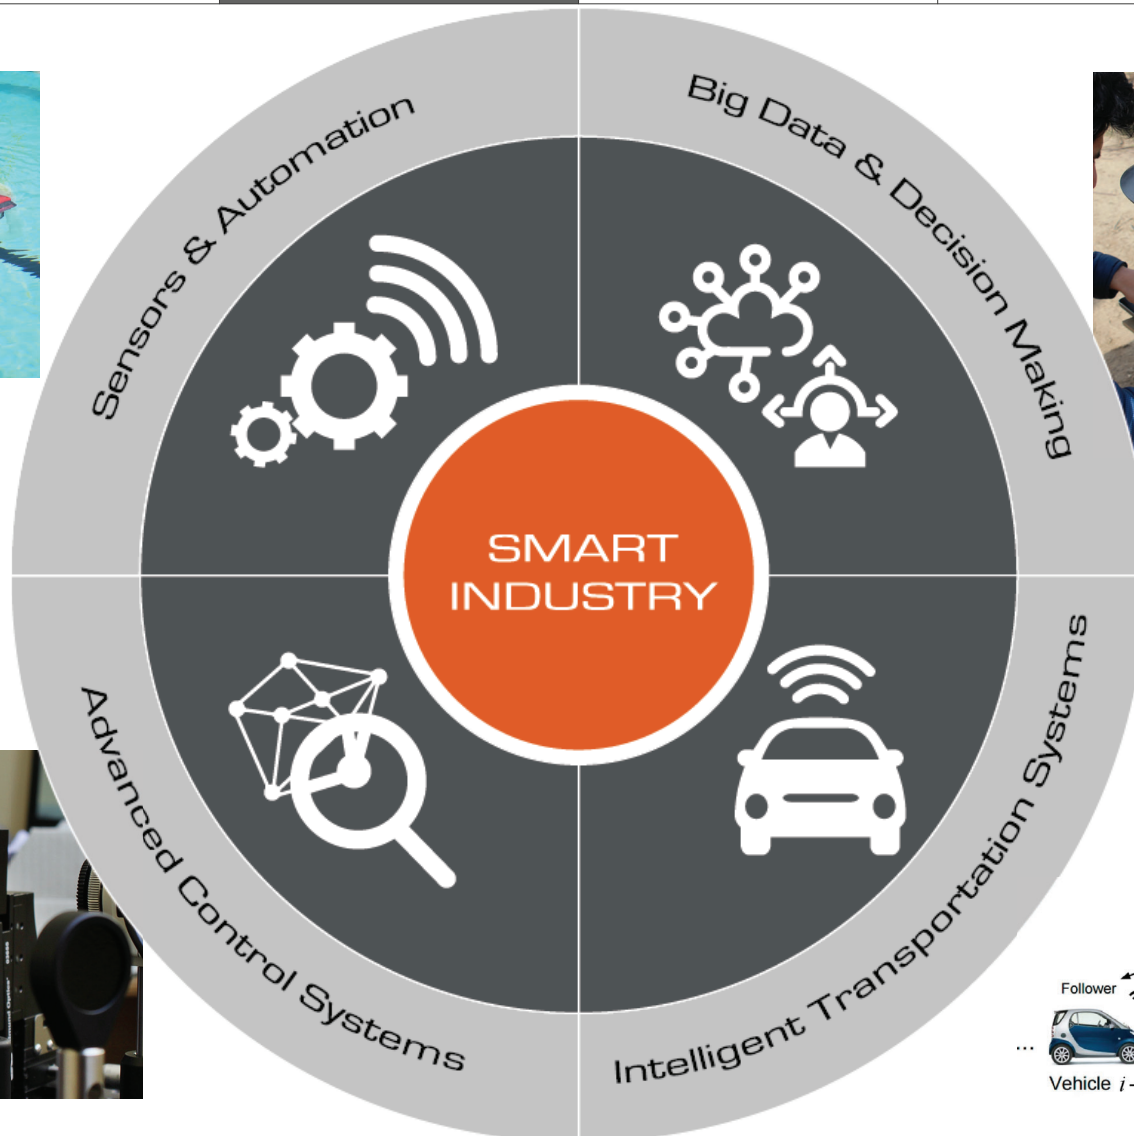 Sensors & Automation
Big Data & Decision Making
SMART
INDUSTRY
Advanced Control Systems
Intelligent Transportation Systems
Follower
...
Vehicle i-